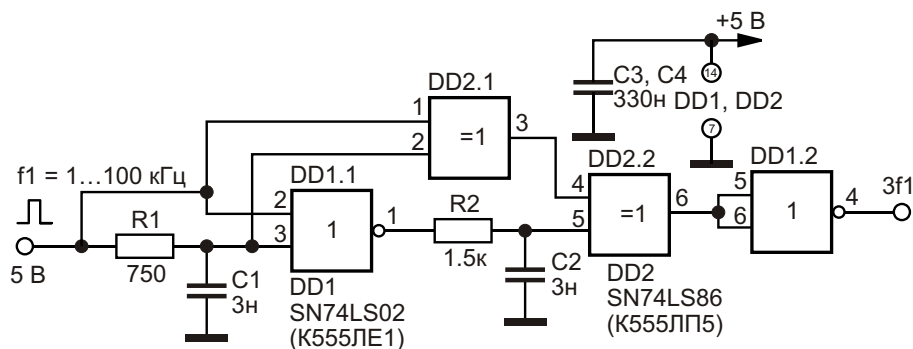 +5 В
C3, C4
330н
14
DD1, DD2
7
DD2.1
1
2
=1
3
f1 = 1...100 кГц
5 В
R1
750
C1
3н
DD1.1
2
3
1
1
DD1
SN74LS02
(К555ЛЕ1)
R2
1.5к
C2
3н
DD2.2
4
5
=1
6
DD2
SN74LS86
(К555ЛП5)
DD1.2
5
6
1
4
3f1